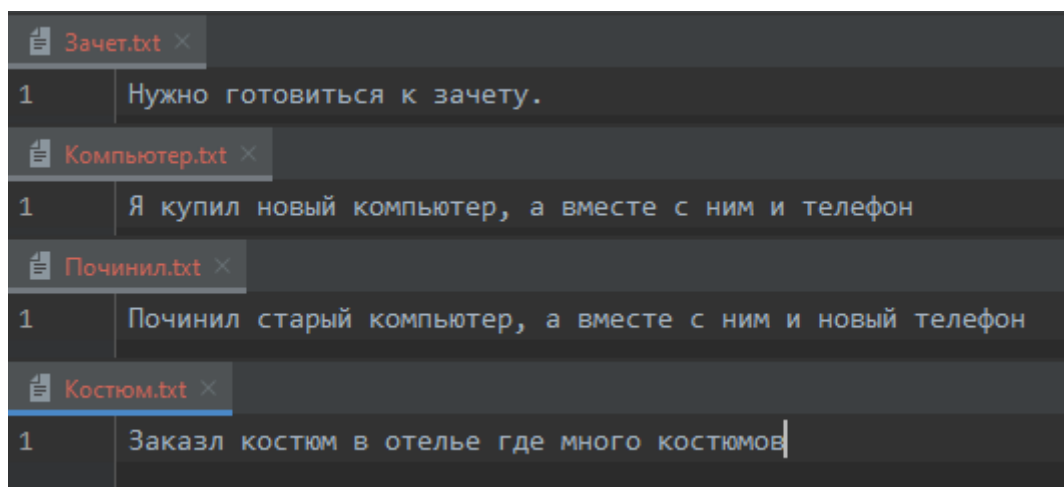 Зачет.txt
1 Нужно готовиться к зачету.
Компьютер.txt
1 Я купил новый компьютер, а вместе с ним и телефон
Починил.txt
1 Починил старый компьютер, а вместе с ним и новый телефон
Костюм.txt
1 Заказл костюм в отелье где много костюмов